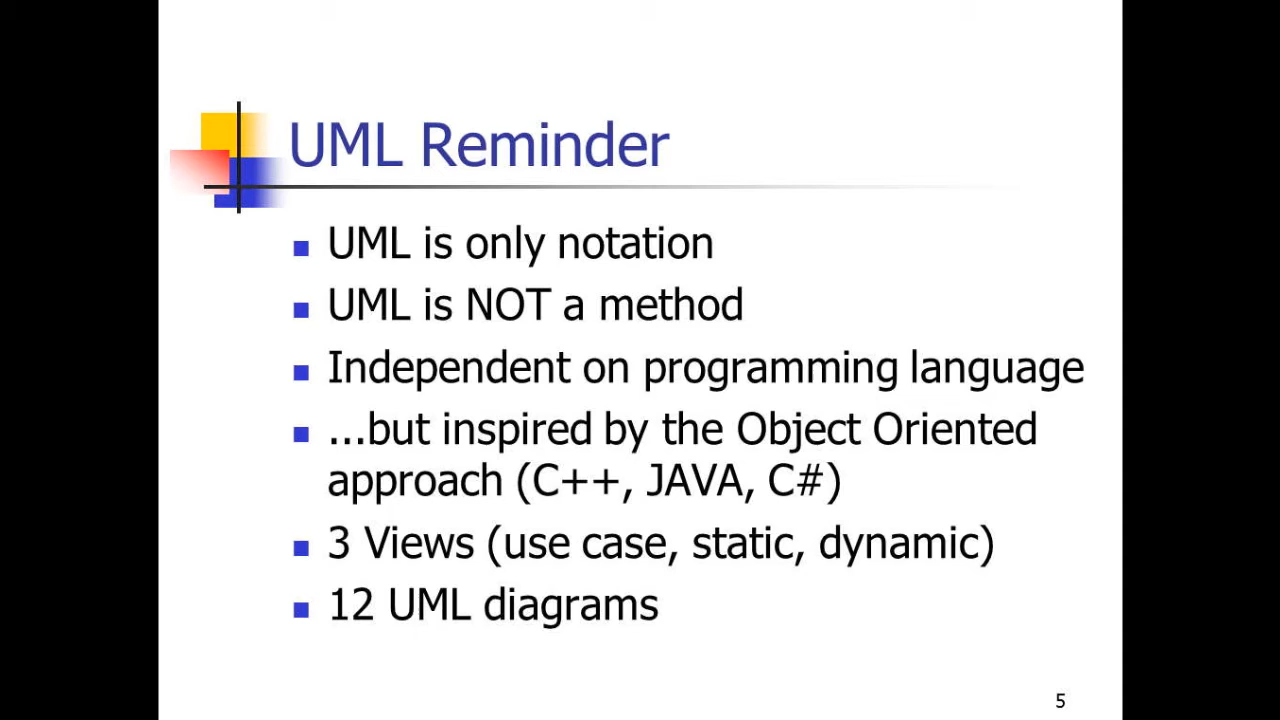 UML Reminder
UML is only notation
UML is NOT a method
Independent on programming language
...but inspired by the Object Oriented
approach (C++, JAVA, C#)
3 Views (use case, static, dynamic)
12 UML diagrams
5